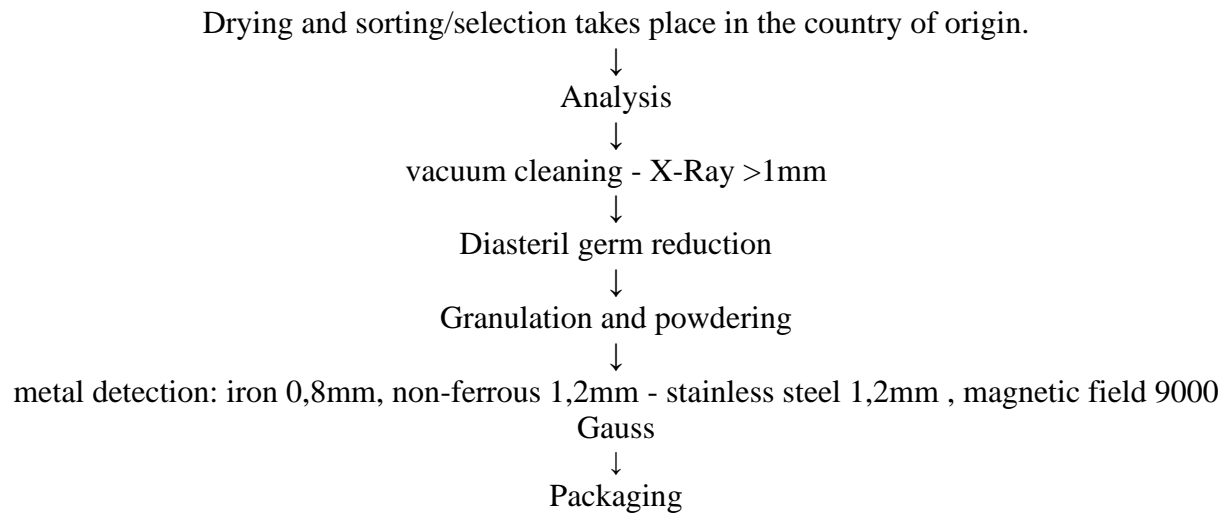 Drying and sorting/selection takes place in the country of origin.
↓
Analysis
↓
vacuum cleaning - X-Ray >1mm
↓
Diasteril germ reduction
↓
Granulation and powdering
↓
metal detection: iron 0,8mm, non-ferrous 1,2mm - stainless steel 1,2mm , magnetic field 9000
Gauss
↓
Packaging